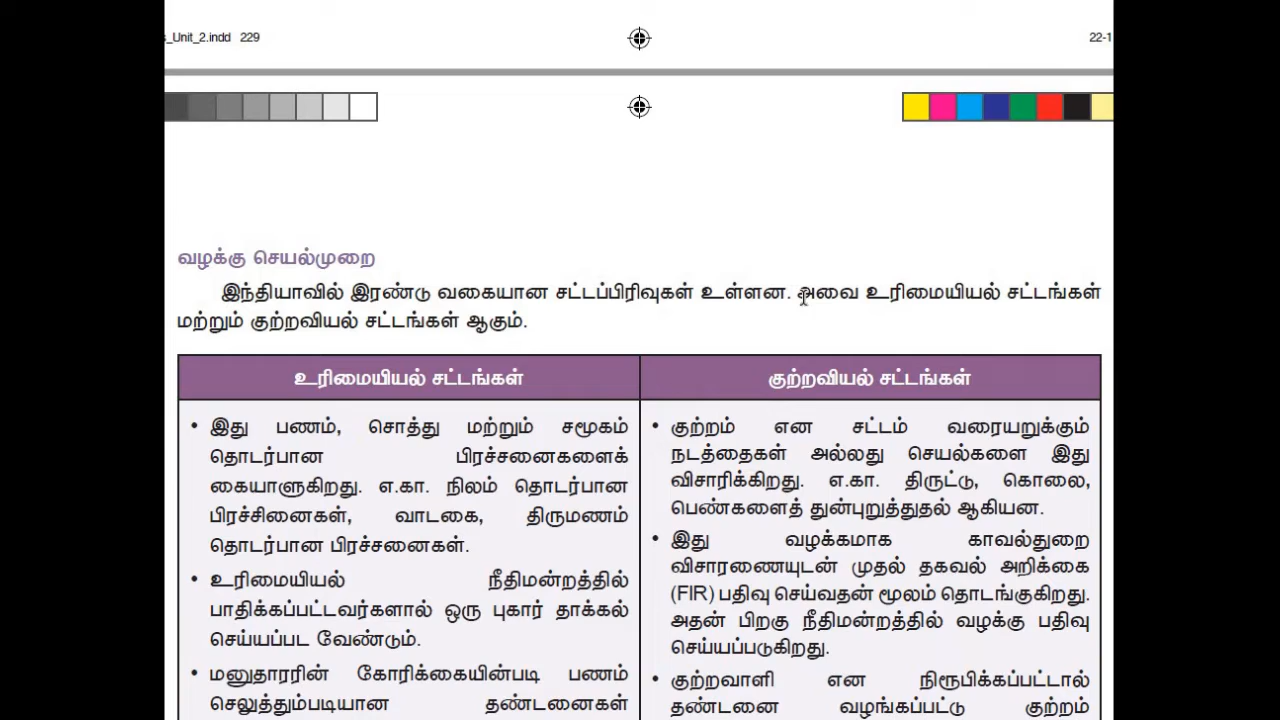 s_Unit_2.indd 229
22-1
வழக்கு செயல்முறை
இந்தியாவில் இரண்டு வகையான சட்டப்பிரிவுகள் உள்ளன. அவை உரிமையியல் சட்டங்கள்
மற்றும் குற்றவியல் சட்டங்கள் ஆகும்.
உரிமையியல் சட்டங்கள்
• இது பணம், சொத்து மற்றும் சமூகம்
தொடர்பான பிரச்சனைகளைக்
கையாளுகிறது. எ.கா. நிலம் தொடர்பான
பிரச்சினைகள், வாடகை, திருமணம்
தொடர்பான பிரச்சனைகள்.
• உரிமையியல் நீதிமன்றத்தில்
பாதிக்கப்பட்டவர்களால் ஒரு புகார் தாக்கல்
செய்யப்பட வேண்டும்.
• மனுதாரரின் கோரிக்கையின்படி பணம்
செலுத்தும்படியான தண்டனைகள்
குற்றவியல் சட்டங்கள்
• குற்றம் என சட்டம் வரையறுக்கும்
நடத்தைகள் அல்லது செயல்களை இது
விசாரிக்கிறது. எ.கா. திருட்டு, கொலை,
பெண்களைத் துன்புறுத்துதல் ஆகியன.
• இது வழக்கமாக காவல்துறை
விசாரணையுடன் முதல் தகவல் அறிக்கை
(FIR) பதிவு செய்வதன் மூலம் தொடங்குகிறது.
அதன் பிறகு நீதிமன்றத்தில் வழக்கு பதிவு
செய்யப்படுகிறது.
• குற்றவாளி என நிரூபிக்கப்பட்டால்
தண்டனை வழங்கப்பட்டு குற்றம்